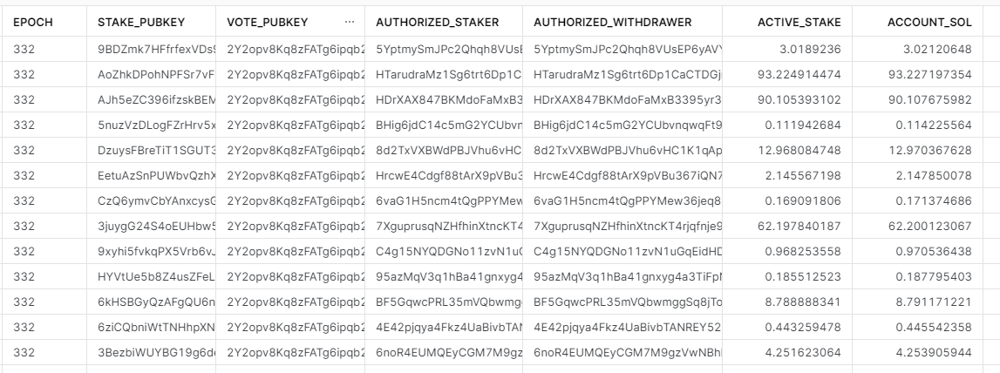 EPOCH STAKE_PUBKEY VOTE_PUBKEY ... AUTHORIZED_STAKER AUTHORIZED_WITHDRAWER ACTIVE_STAKE ACCOUNT_SOL
332 9BDZmk7HFfrfexVDs9 2Y2opv8Kq8zFATg6ipqb2 5YptmySmJPc2Qhqh8VUsE 5YptmySmJPc2Qhqh8VUsEP6yAVY 3.0189236 3.02120648
332 AoZhkDPohNPFSr7vF 2Y2opv8Kq8zFATg6ipqb2 HTarudraMz1Sg6trt6Dp1C HTarudraMz1Sg6trt6Dp1CaCTDGj 93.224914474 93.227197354
332 AJh5eZC396ifzskBEM 2Y2opv8Kq8zFATg6ipqb2 HDrXAX847BKMdoFaMxB3 HDrXAX847BKMdoFaMxB3395yr3 90.105393102 90.107675982
332 5nuzVzDLogFZrHrv5x 2Y2opv8Kq8zFATg6ipqb2 BHig6jdC14c5mG2YCUbvn BHig6jdC14c5mG2YCUbvnqwqFt9 0.111942684 0.114225564
332 DzuysFBreTiT1SGUT3 2Y2opv8Kq8zFATg6ipqb2 8d2TxVXBWdPBJVhu6vHC 8d2TxVXBWdPBJVhu6vHC1K1qAp 12.968084748 12.970367628
332 EetuAzSnPUWbvQzhX 2Y2opv8Kq8zFATg6ipqb2 HrcwE4Cdgf88tArX9pVBu3 HrcwE4Cdgf88tArX9pVBu367iQN7 2.145567198 2.147850078
332 CzQ6ymvCbYAnxcysG 2Y2opv8Kq8zFATg6ipqb2 6vaG1H5ncm4tQgPPYMew 6vaG1H5ncm4tQgPPYMew36jeq8 0.169091806 0.171374686
332 3juygG24S4oEUHbw5 2Y2opv8Kq8zFATg6ipqb2 7XguprusqNZHfhinXtncKT4 7XguprusqNZHfhinXtncKT4rjqfnje9 62.197840187 62.200123067
332 9xyhi5fvkqPX5Vrb6vJ 2Y2opv8Kq8zFATg6ipqb2 C4g15NYQDGNo11zvN1uG C4g15NYQDGNo11zvN1uGqEidHD 0.968253558 0.970536438
332 HYVtUe5b8Z4usZFeL 2Y2opv8Kq8zFATg6ipqb2 95azMqV3q1hBa41gnxyg4 95azMqV3q1hBa41gnxyg4a3TiFpN 0.185512523 0.187795403
332 6kHSBGyQzAFgQU6n 2Y2opv8Kq8zFATg6ipqb2 BF5GqwcPRL35mVQbwmg BF5GqwcPRL35mVQbwmggSq8jTo 8.788888341 8.791171221
332 6ziCQbniWtTNHhpXN 2Y2opv8Kq8zFATg6ipqb2 4E42pjqya4Fkz4UaBivbTAN 4E42pjqya4Fkz4UaBivbTANREY52 0.443259478 0.445542358
332 3BezbiWUYBG19g6d 2Y2opv8Kq8zFATg6ipqb2 6noR4EUMQEyCGM7M9gz 6noR4EUMQEyCGM7M9gzVwNBh 4.251623064 4.253905944